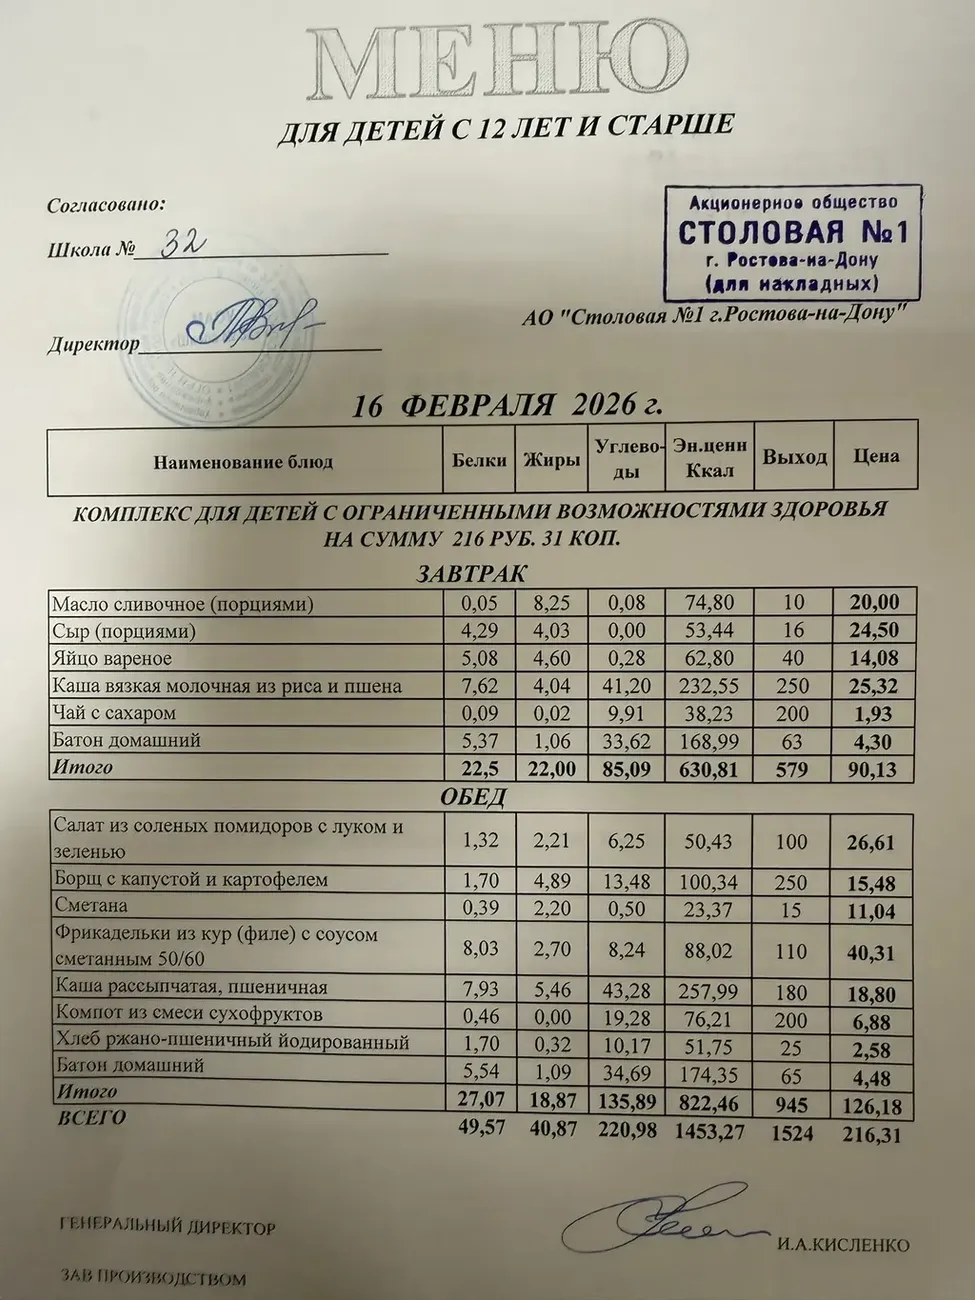 МЕНЮ
ДЛЯ ДЕТЕЙ С 12 ЛЕТ И СТАРШЕ
Согласовано:
Школа № 32
Директор
Акционерное общество
СТОЛОВАЯ №1
г. Ростова-на-Дону
(для накладных)
АО "Столовая №1 г.Ростова-на-Дону"
16 ФЕВРАЛЯ 2026 г.
Наименование блюд Белки Жиры Углево-ды Эн.ценн Ккал Выход Цена
КОМПЛЕКС ДЛЯ ДЕТЕЙ С ОГРАНИЧЕННЫМИ ВОЗМОЖНОСТЯМИ ЗДОРОВЬЯ
НА СУММУ 216 РУБ. 31 КОП.
ЗАВТРАК
Масло сливочное (порциями) 0,05 8,25 0,08 74,80 10 20,00
Сыр (порциями) 4,29 4,03 0,00 53,44 16 24,50
Яйцо вареное 5,08 4,60 0,28 62,80 40 14,08
Каша вязкая молочная из риса и пшена 7,62 4,04 41,20 232,55 250 25,32
Чай с сахаром 0,09 0,02 9,91 38,23 200 1,93
Батон домашний 5,37 1,06 33,62 168,99 63 4,30
Итого 22,5 22,00 85,09 630,81 579 90,13
ОБЕД
Салат из соленых помидоров с луком и
зеленью 1,32 2,21 6,25 50,43 100 26,61
Борщ с капустой и картофелем 1,70 4,89 13,48 100,34 250 15,48
Сметана 0,39 2,20 0,50 23,37 15 11,04
Фрикадельки из кур (филе) с соусом
сметанным 50/60 8,03 2,70 8,24 88,02 110 40,31
Каша рассыпчатая, пшеничная 7,93 5,46 43,28 257,99 180 18,80
Компот из смеси сухофруктов 0,46 0,00 19,28 76,21 200 6,88
Хлеб ржано-пшеничный йодированный 1,70 0,32 10,17 51,75 25 2,58
Батон домашний 5,54 1,09 34,69 174,35 65 4,48
Итого 27,07 18,87 135,89 822,46 945 126,18
ВСЕГО 49,57 40,87 220,98 1453,27 1524 216,31
ГЕНЕРАЛЬНЫЙ ДИРЕКТОР
И.А.КИСЛЕНКО
ЗАВ ПРОИЗВОДСТВОМ